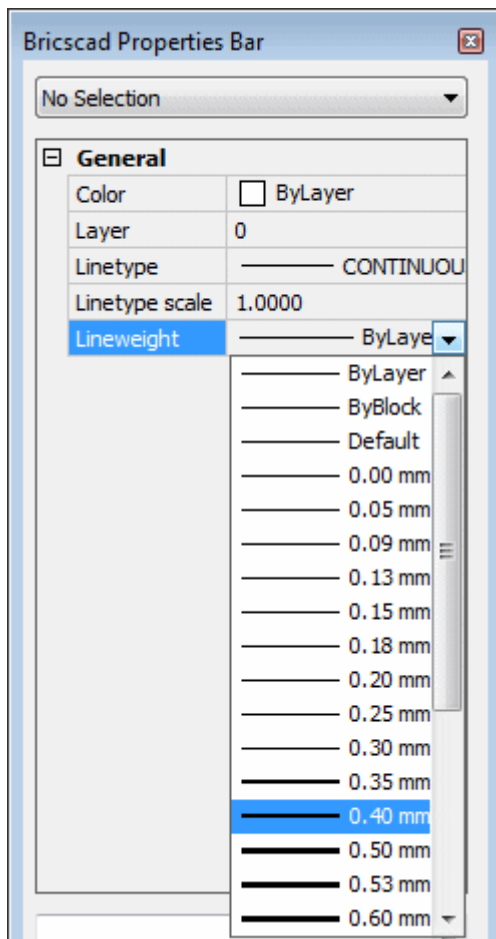 Bricscad Properties Bar
No Selection
General
Color ByLayer
Layer 0
Linetype CONTINUOU
Linetype scale 1.0000
Lineweight ByLaye
ByLayer
ByBlock
Default
0.00 mm
0.05 mm
0.09 mm
0.13 mm
0.15 mm
0.18 mm
0.20 mm
0.25 mm
0.30 mm
0.35 mm
0.40 mm
0.50 mm
0.53 mm
0.60 mm